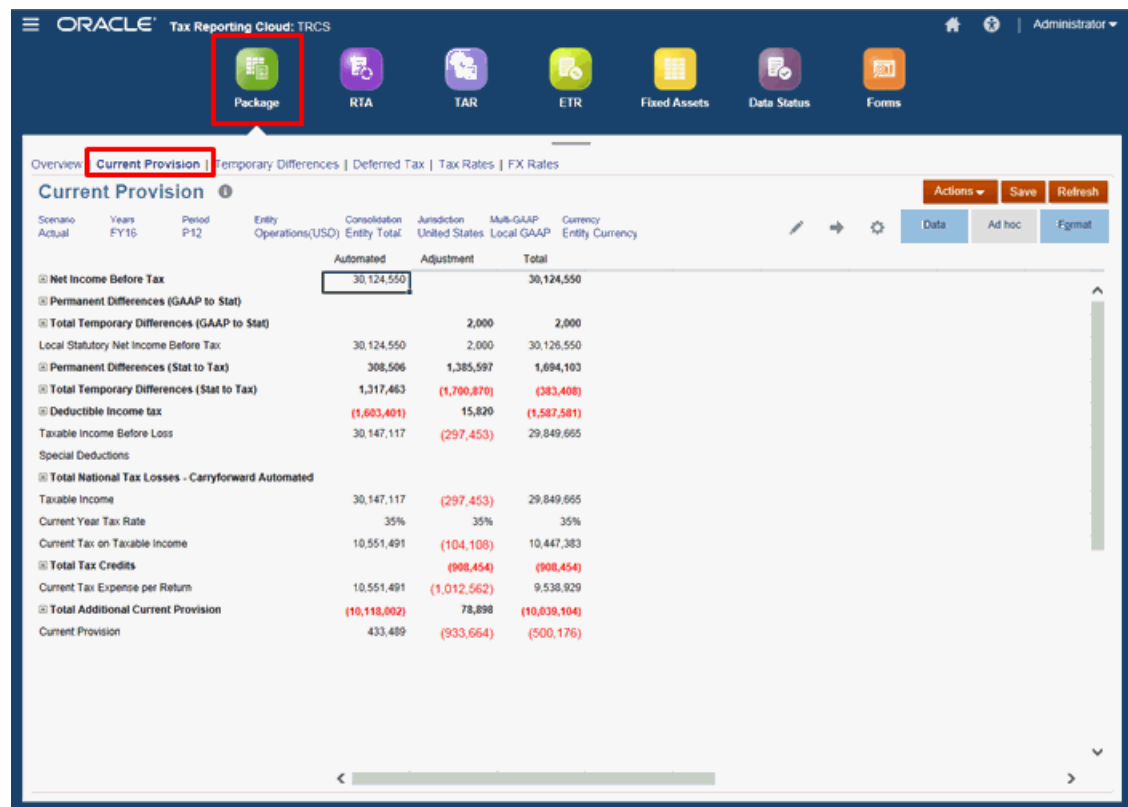 ORACLE Tax Reporting Cloud: TRCS | Administrator
Package RTA TAR ETR Fixed Assets Data Status Forms
Overview | Current Provision | Temporary Differences | Deferred Tax | Tax Rates | FX Rates
Current Provision
Actions Save Refresh
Scenario Years Period Entity Consolidation Jurisdiction Multi-GAAP Currency
Actual FY16 P12 Operations(USD) Entity Total United States Local GAAP Entity Currency
Data Ad hoc Format
Automated Adjustment Total
Net Income Before Tax 30,124,550 30,124,550
Permanent Differences (GAAP to Stat)
Total Temporary Differences (GAAP to Stat) 2,000 2,000
Local Statutory Net Income Before Tax 30,124,550 2,000 30,126,550
Permanent Differences (Stat to Tax) 308,506 1,385,597 1,694,103
Total Temporary Differences (Stat to Tax) 1,317,463 (1,700,870) (383,408)
Deductible Income tax (1,603,401) 15,820 (1,587,581)
Taxable Income Before Loss 30,147,117 (297,453) 29,849,665
Special Deductions
Total National Tax Losses - Carryforward Automated
Taxable Income 30,147,117 (297,453) 29,849,665
Current Year Tax Rate 35% 35% 35%
Current Tax on Taxable Income 10,551,491 (104,108) 10,447,383
Total Tax Credits (908,454) (908,454)
Current Tax Expense per Return 10,551,491 (1,012,562) 9,538,929
Total Additional Current Provision (10,118,002) 78,898 (10,039,104)
Current Provision 433,489 (933,664) (500,176)